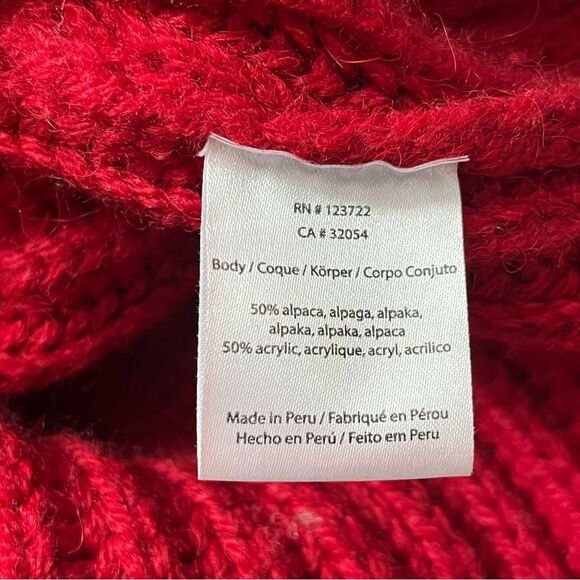 RN # 123722
CA # 32054
Body / Coque / Körper / Corpo Conjuto
50% alpaca, alpaga, alpaka,
alpaka, alpaka, alpaca
50% acrylic, acrylique, acryl, acrilico
Made in Peru / Fabriqué en Pérou
Hecho en Perú / Feito em Peru